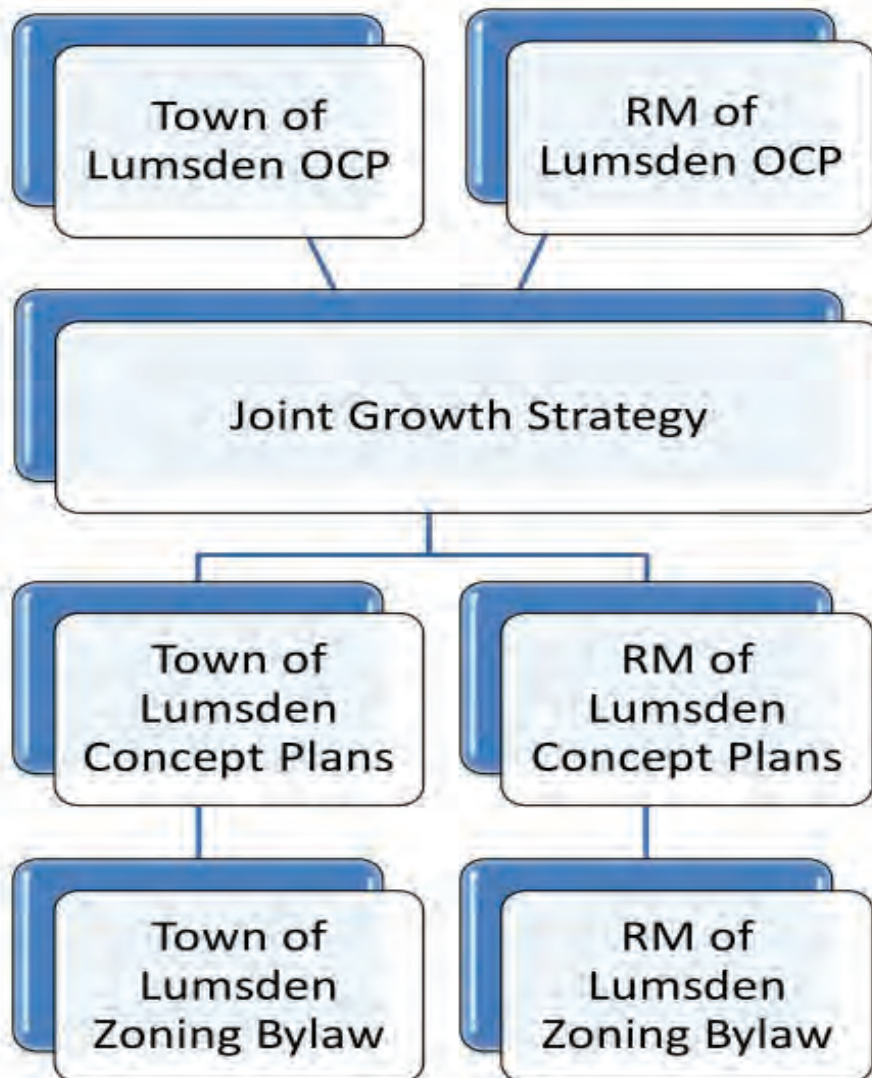 Town of
Lumsden OCP
RM of
Lumsden OCP
Joint Growth Strategy
Town of
Lumsden
Concept Plans
RM of
Lumsden
Concept Plans
Town of
Lumsden
Zoning Bylaw
RM of
Lumsden
Zoning Bylaw